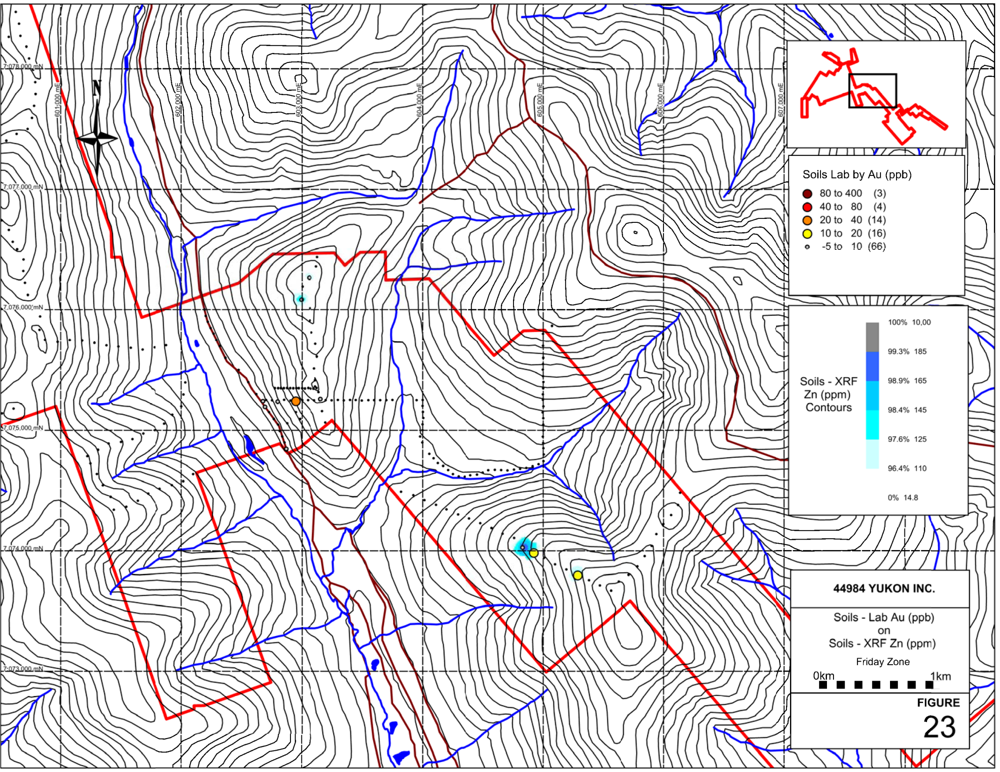 7,078,000 mN
N
601,000 mE
602,000 mE
603,000 mE
604,000 mE
605,000 mE
606,000 mE
607,000 mE
7,077,000 mN
7,076,000 mN
7,075,000 mN
7,074,000 mN
7,073,000 mN
Soils Lab by Au (ppb)
80 to 400 (3)
40 to 80 (4)
20 to 40 (14)
10 to 20 (16)
-5 to 10 (66)
Soils - XRF
Zn (ppm)
Contours
100% 10,00
99.3% 185
98.9% 165
98.4% 145
97.6% 125
96.4% 110
0% 14.8
44984 YUKON INC.
Soils - Lab Au (ppb)
on
Soils - XRF Zn (ppm)
Friday Zone
0km 1km
FIGURE
23